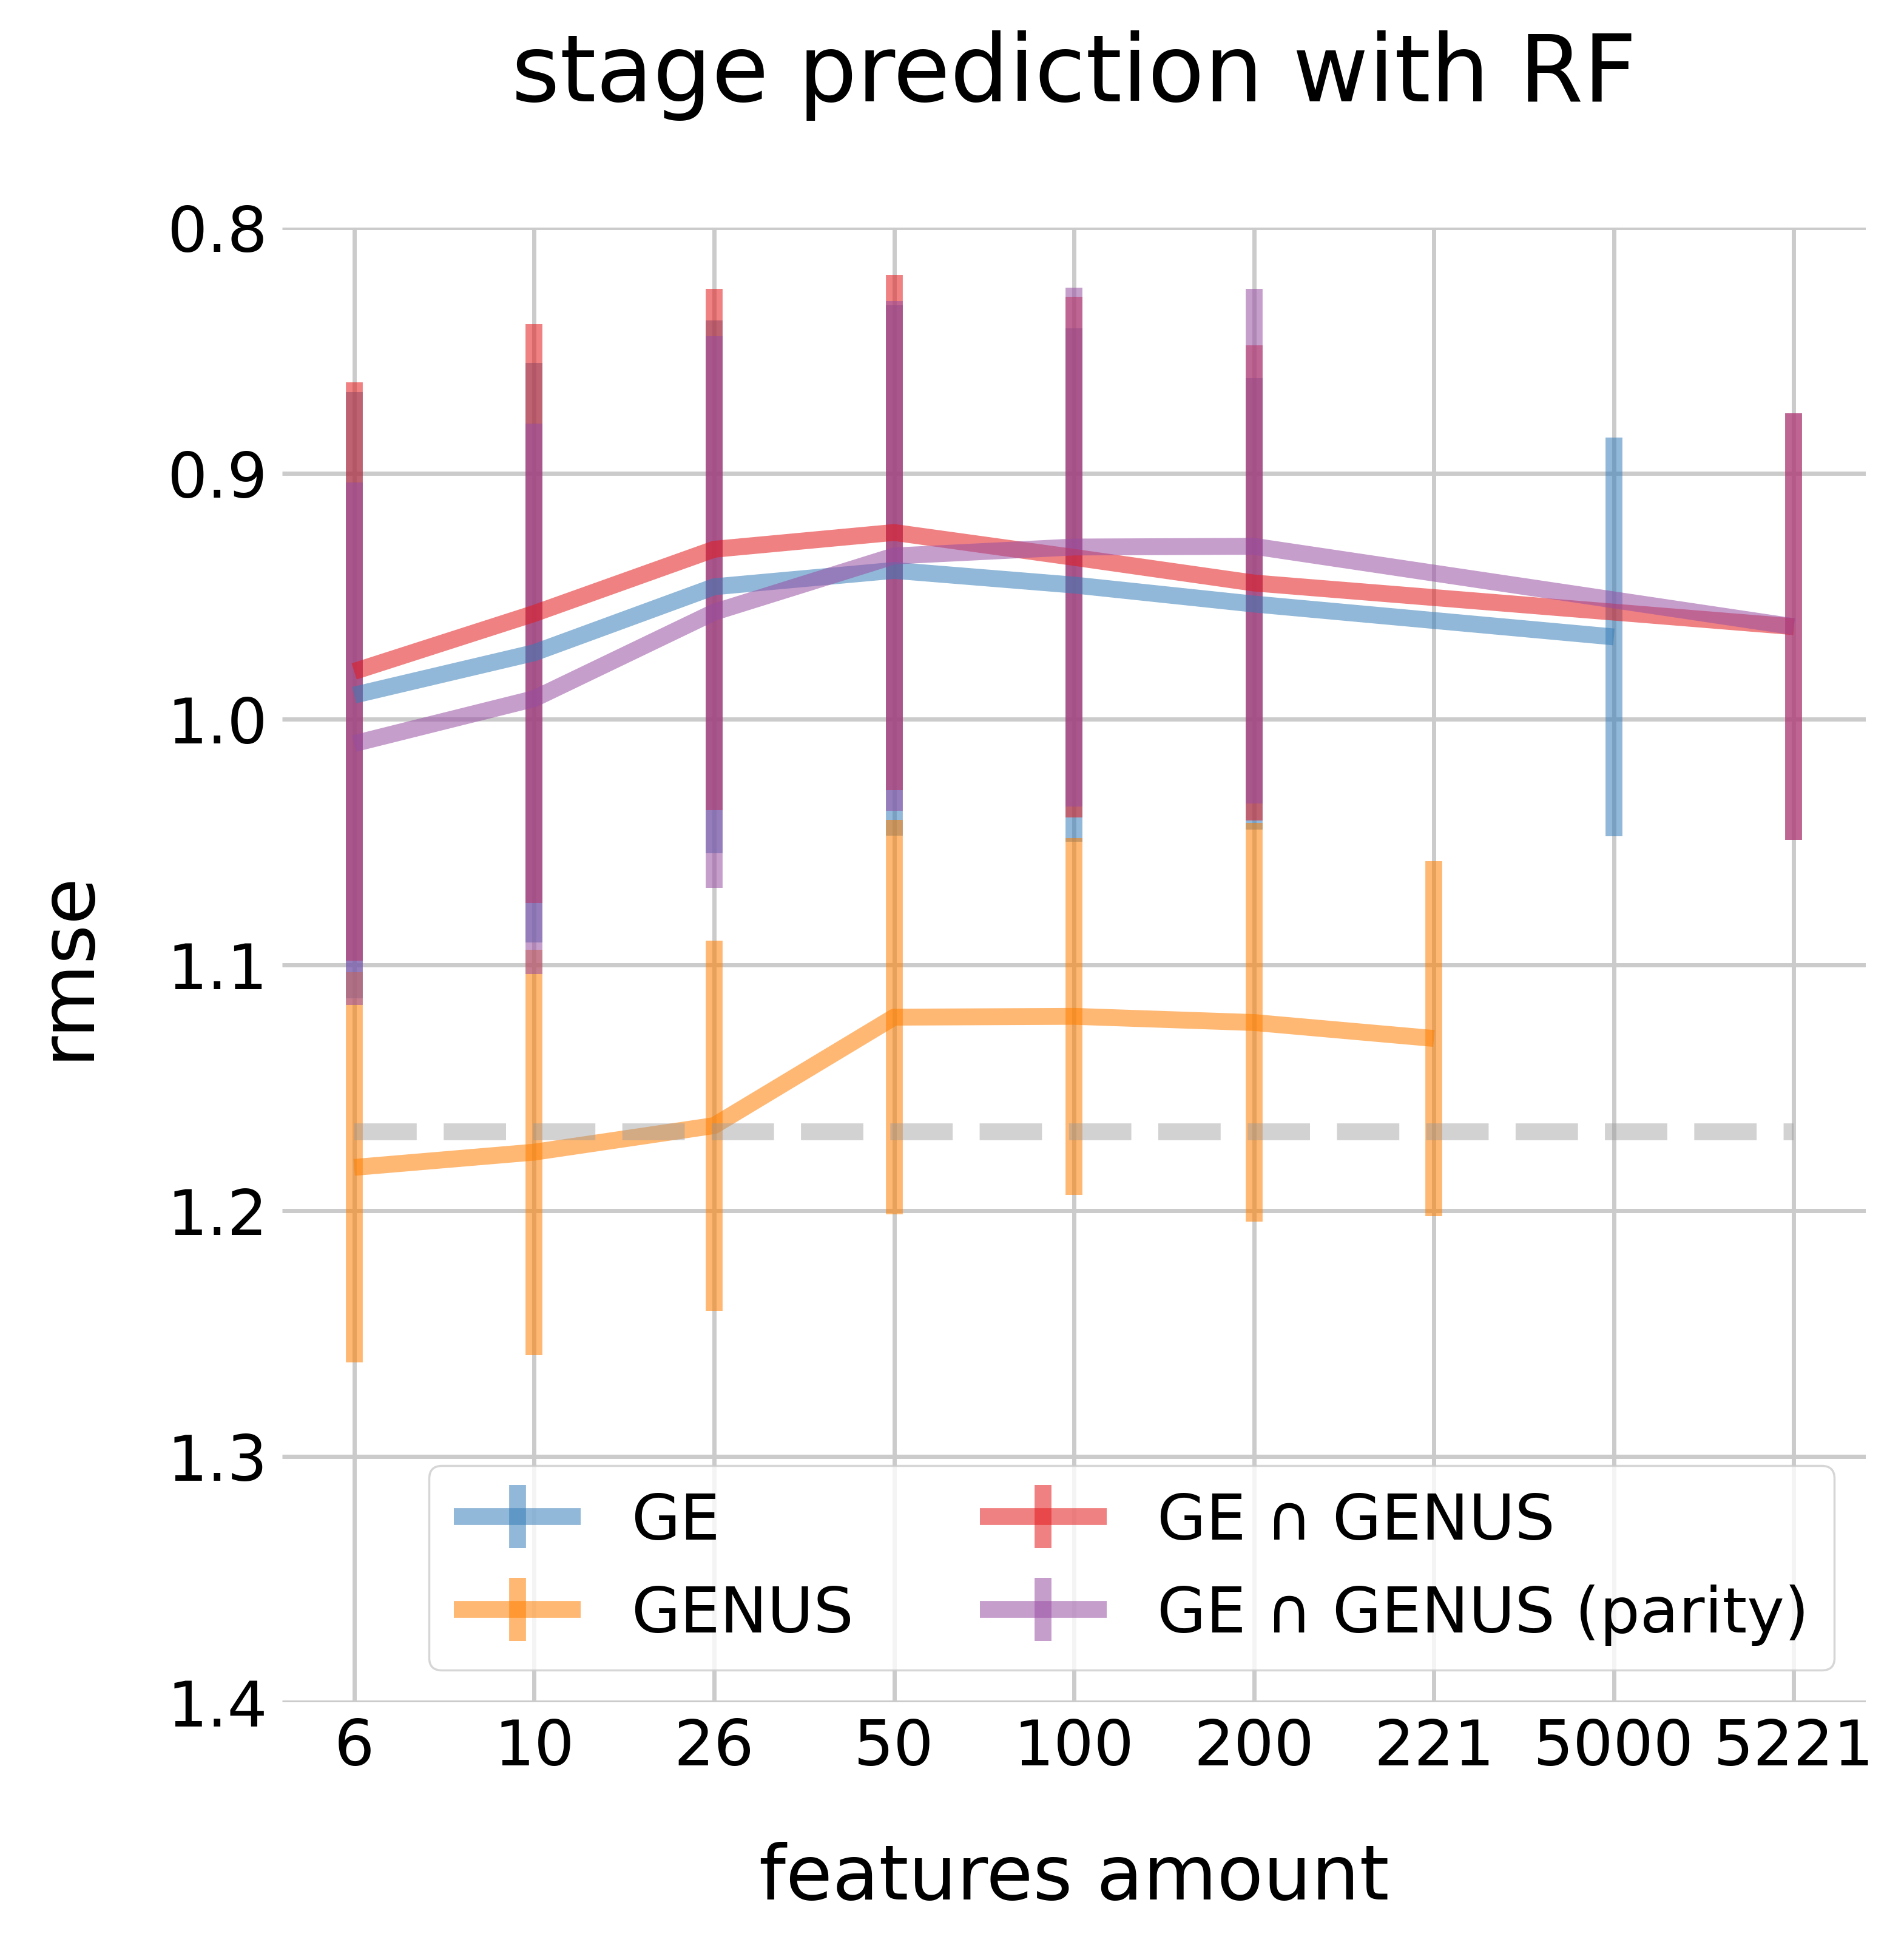 stage prediction with RF
0.8
0.9
1.0
1.1
1.2
1.3
1.4
rmse
GE
GENUS
GE ∩ GENUS
GE ∩ GENUS (parity)
6 10 26 50 100 200 221 5000 5221
features amount